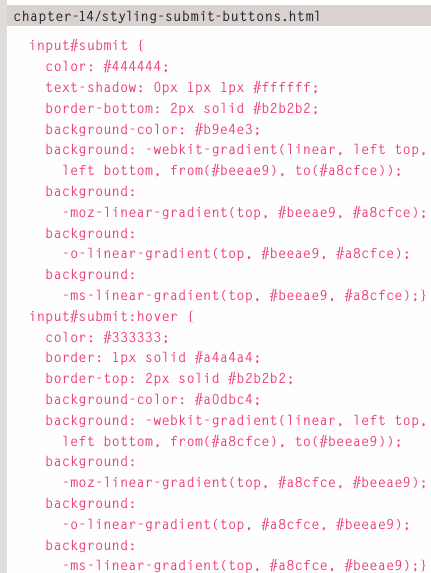 chapter-14/styling-submit-buttons.html
input#submit {
color: #444444;
text-shadow: 0px 1px 1px #ffffff;
border-bottom: 2px solid #b2b2b2;
background-color: #b9e4e3;
background: -webkit-gradient(linear, left top,
left bottom, from(#beeae9), to(#a8cfce));
background:
-moz-linear-gradient(top, #beeae9, #a8cfce);
background:
-o-linear-gradient(top, #beeae9, #a8cfce);
background:
-ms-linear-gradient(top, #beeae9, #a8cfce);}
input#submit:hover {
color: #333333;
border: 1px solid #a4a4a4;
border-top: 2px solid #b2b2b2;
background-color: #a0dbc4;
background: -webkit-gradient(linear, left top,
left bottom, from(#a8cfce), to(#beeae9));
background:
-moz-linear-gradient(top, #a8cfce, #beeae9);
background:
-o-linear-gradient(top, #a8cfce, #beeae9);
background:
-ms-linear-gradient(top, #a8cfce, #beeae9);}